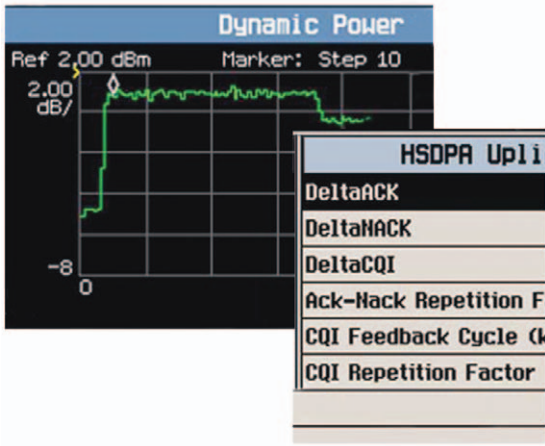 Dynamic Power
Ref 2.00 dBm Marker: Step 10
2.00
dB/
-8
0
HSDPA Upli
DeltaACK
DeltaNACK
DeltaCQI
Ack-Nack Repetition F
CQI Feedback Cycle (k
CQI Repetition Factor